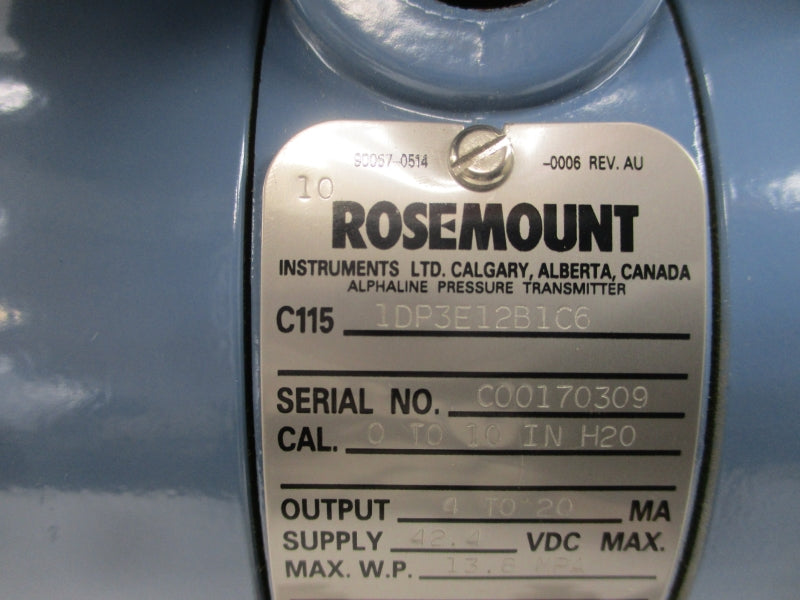 -0514 -0006 REV. AU
10
ROSEMOUNT
INSTRUMENTS LTD. CALGARY, ALBERTA, CANADA
ALPHALINE PRESSURE TRANSMITTER
C115 1DP3E12B1C6
SERIAL NO. C00170309
CAL. 0 TO 10 IN H20
OUTPUT 4 TO 20 MA
SUPPLY 42.4 VDC MAX.
MAX. W.P. 13.8 MPA